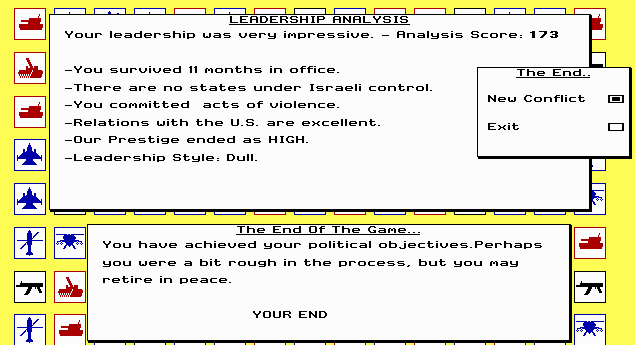 LEADERSHIP ANALYSIS
Your leadership was very impressive. - Analysis Score: 173
-You survived 11 months in office.
-There are no states under Israeli control.
-You committed  acts of violence.
-Relations with the U.S. are excellent.
-Our Prestige ended as HIGH.
-Leadership Style: Dull.
The End..
New Conflict
Exit
The End Of The Game...
You have achieved your political objectives.Perhaps
you were a bit rough in the process, but you may
retire in peace.
YOUR END